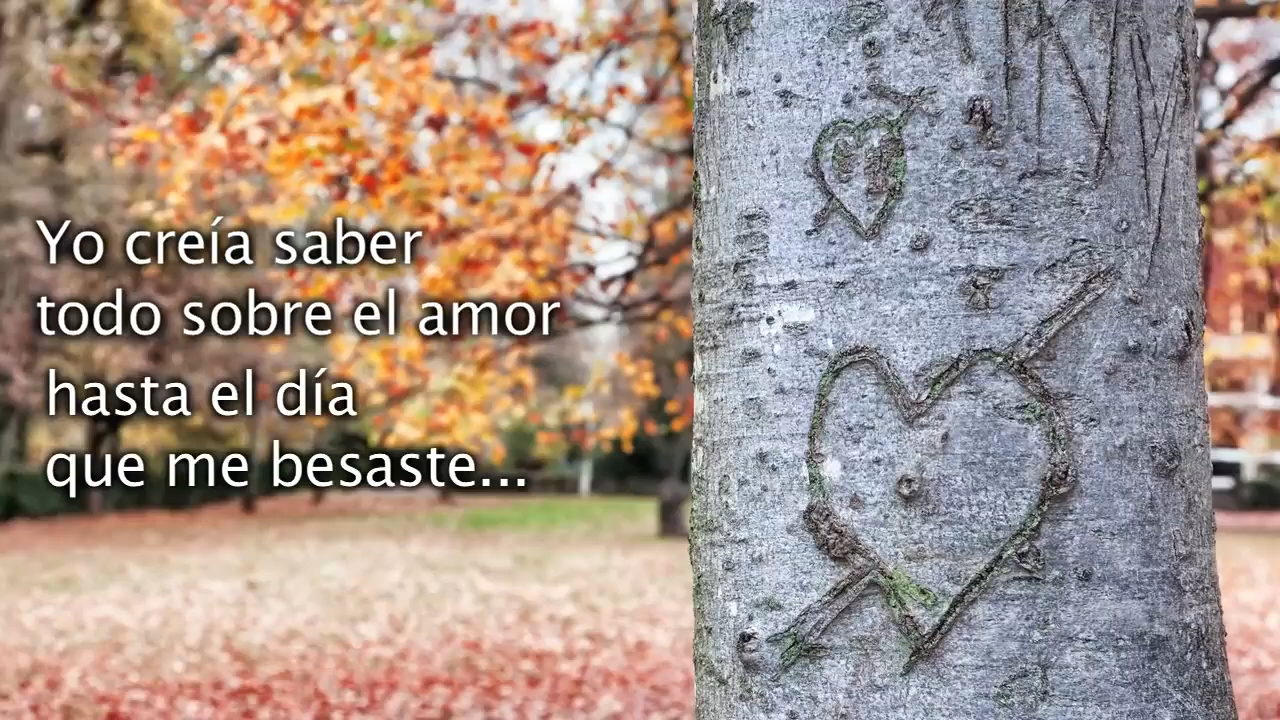 Yo creía saber
todo sobre el amor
hasta el día
que me besaste...